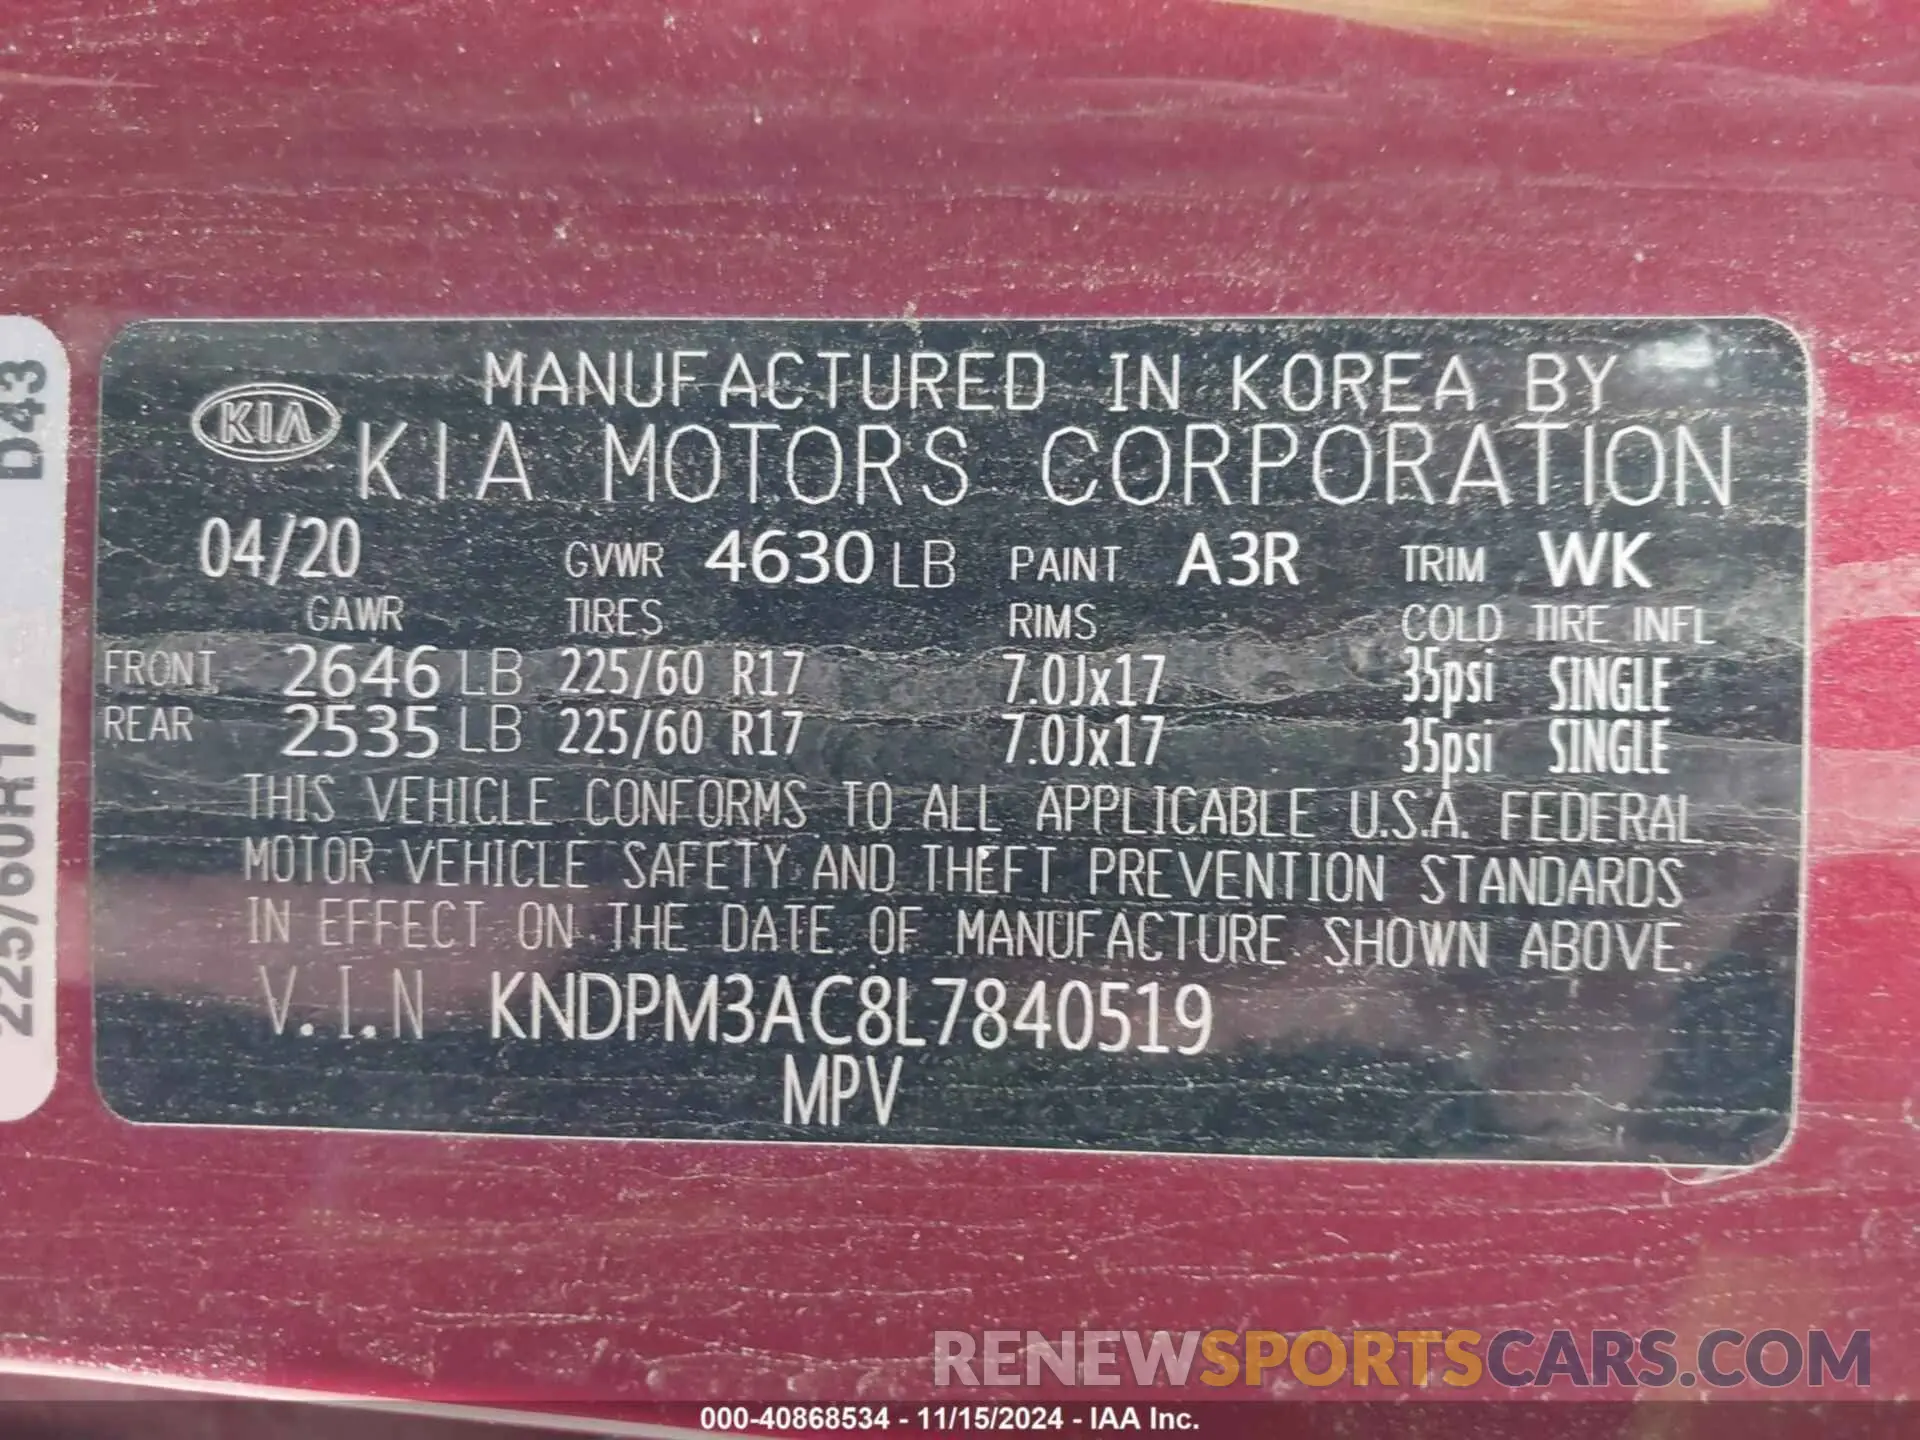 MANUFACTURED IN KOREA BY
KIA
KIA MOTORS CORPORATION
04/20 GVWR 4630 LB PAINT A3R TRIM WK
GAWR TIRES RIMS COLD TIRE INFL
FRONT 2646 LB 225/60 R17 7.0Jx17 35psi SINGLE
REAR 2535 LB 225/60 R17 7.0Jx17 35psi SINGLE
THIS VEHICLE CONFORMS TO ALL APPLICABLE U.S.A. FEDERAL
MOTOR VEHICLE SAFETY AND THEFT PREVENTION STANDARDS
IN EFFECT ON THE DATE OF MANUFACTURE SHOWN ABOVE.
V.I.N KNDPM3AC8L7840519
MPV
225/60R17 D43
RENEWSPORTSCARS.COM
000-40868534 - 11/15/2024 - IAA Inc.